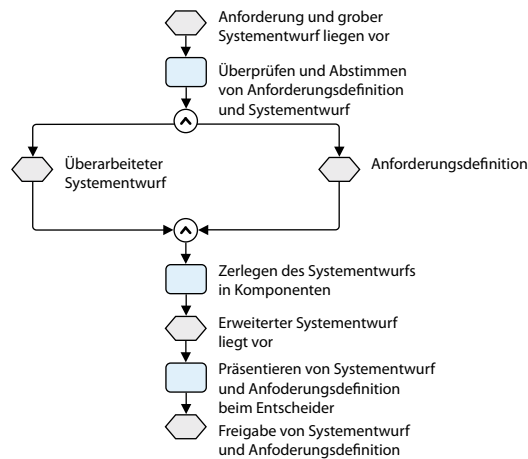 Anforderung und grober
Systementwurf liegen vor
Überprüfen und Abstimmen
von Anforderungsdefinition
und Systementwurf
Überarbeiteter
Systementwurf
Anforderungsdefinition
Zerlegen des Systementwurfs
in Komponenten
Erweiterter Systementwurf
liegt vor
Präsentieren von Systementwurf
und Anfoderungsdefinition
beim Entscheider
Freigabe von Systementwurf
und Anfoderungsdefinition